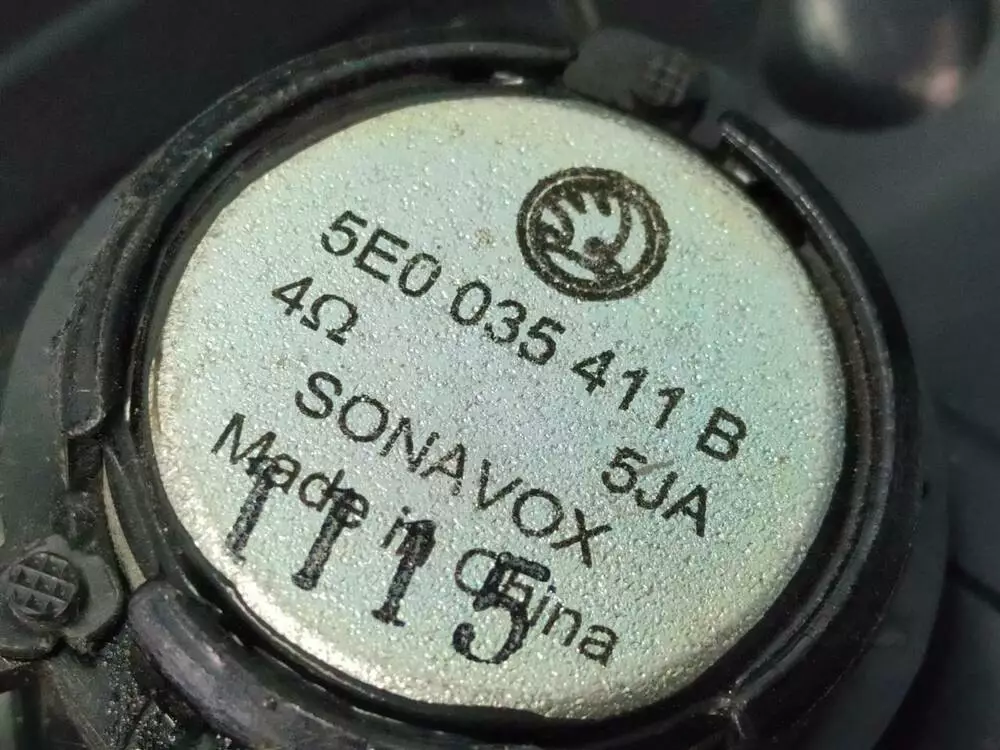 5E0 035 411 B
4Ω
5JA
SONAVOX
Made in China
1115